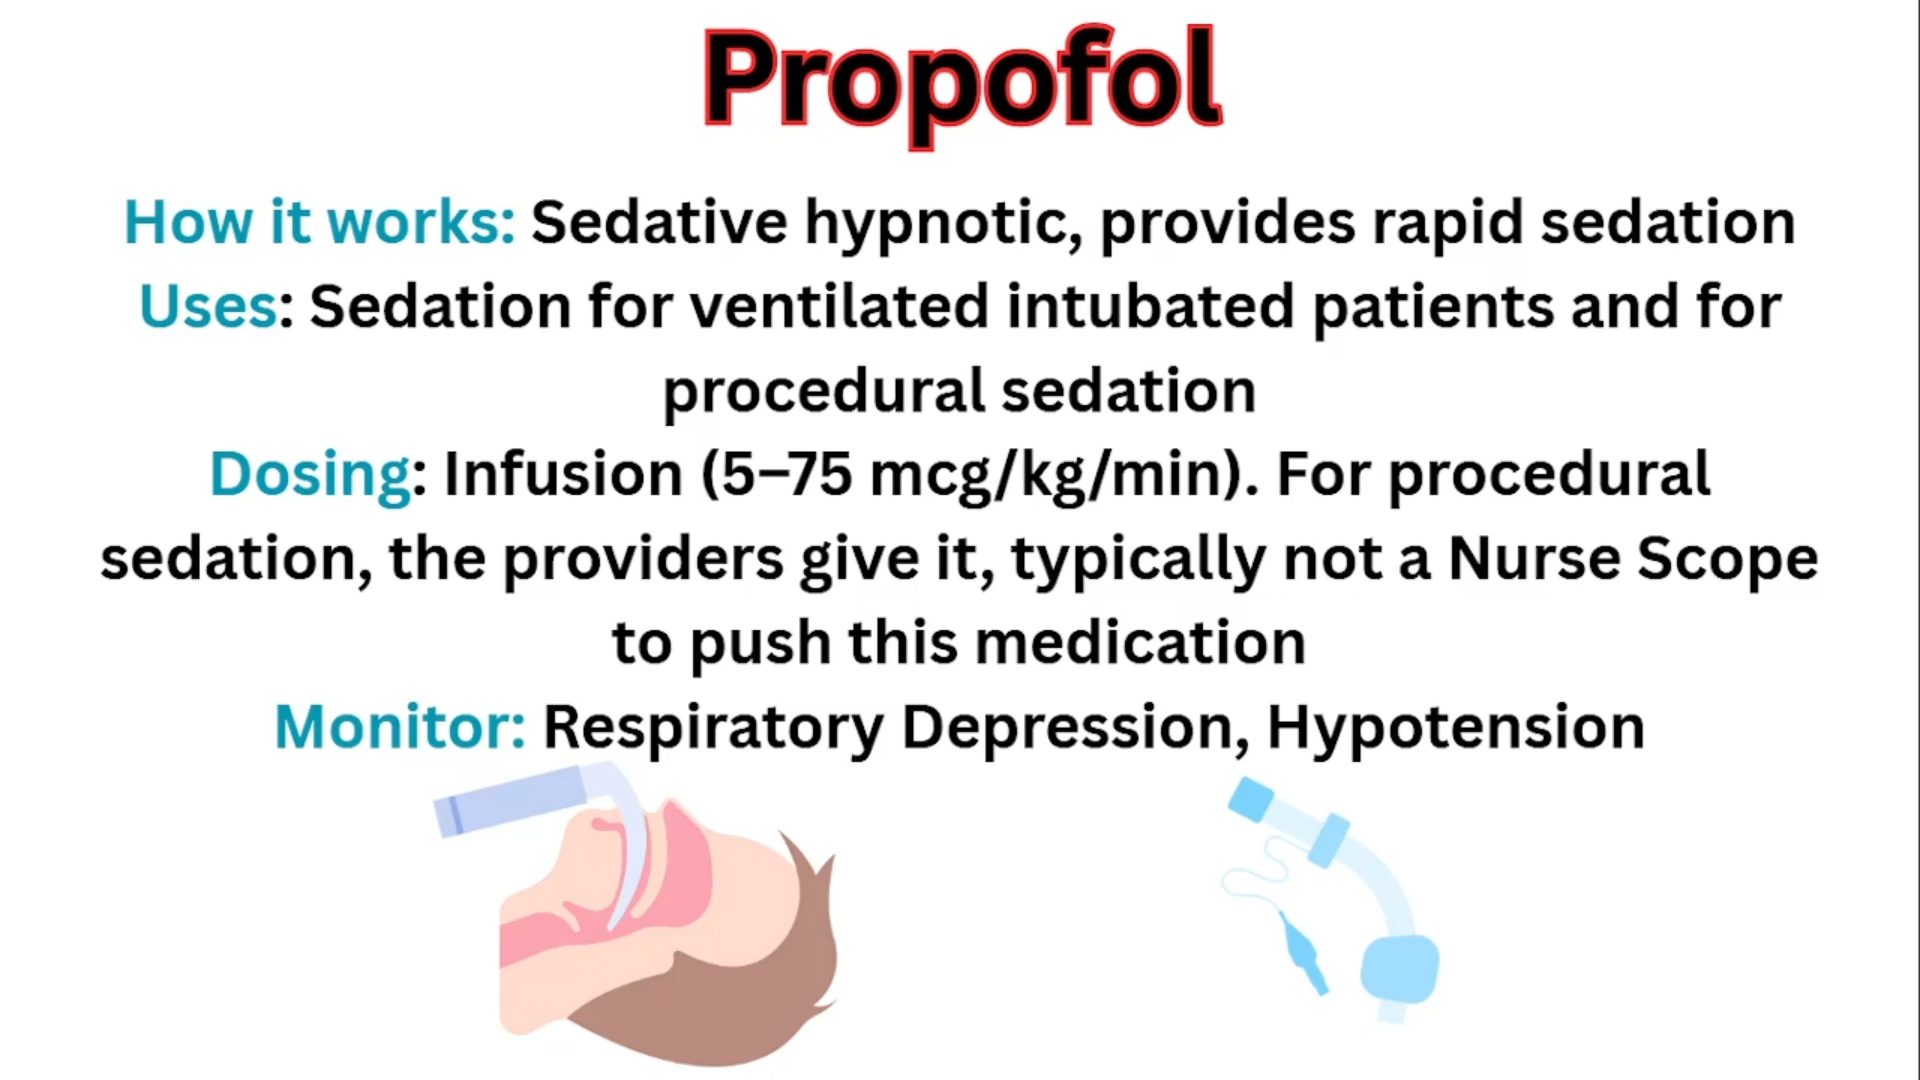 Propofol
How it works: Sedative hypnotic, provides rapid sedation
Uses: Sedation for ventilated intubated patients and for
procedural sedation
Dosing: Infusion (5–75 mcg/kg/min). For procedural
sedation, the providers give it, typically not a Nurse Scope
to push this medication
Monitor: Respiratory Depression, Hypotension